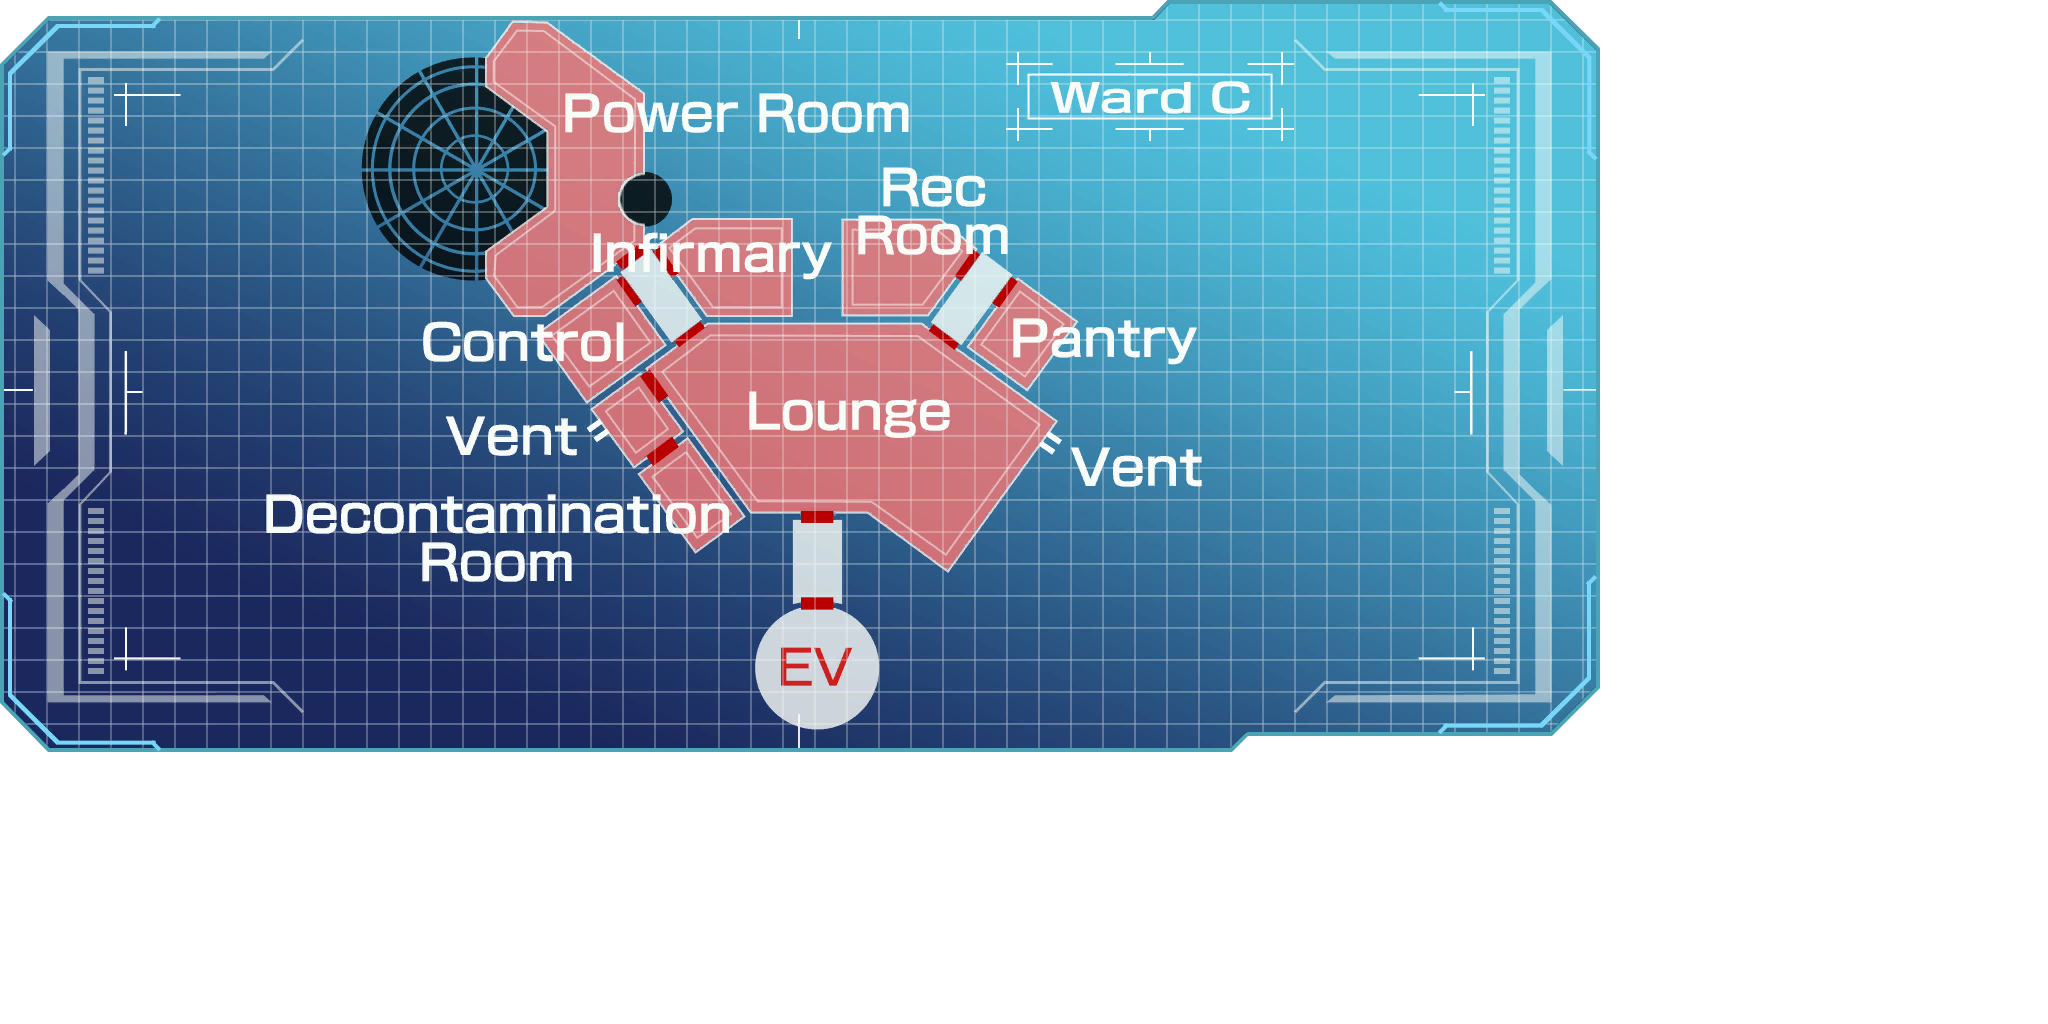 Ward C
Power Room
Rec
Room
Infirmary
Control
Pantry
Lounge
Vent
Vent
Decontamination
Room
EV